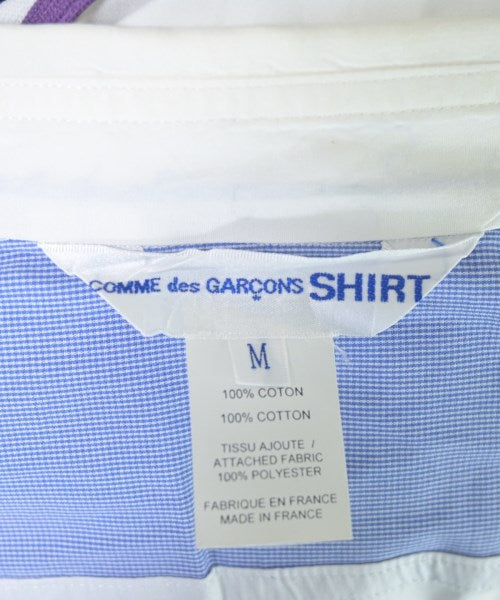 COMME des GARÇONS SHIRT
M
100% COTON
100% COTTON
TISSU AJOUTE /
ATTACHED FABRIC
100% POLYESTER
FABRIQUE EN FRANCE
MADE IN FRANCE